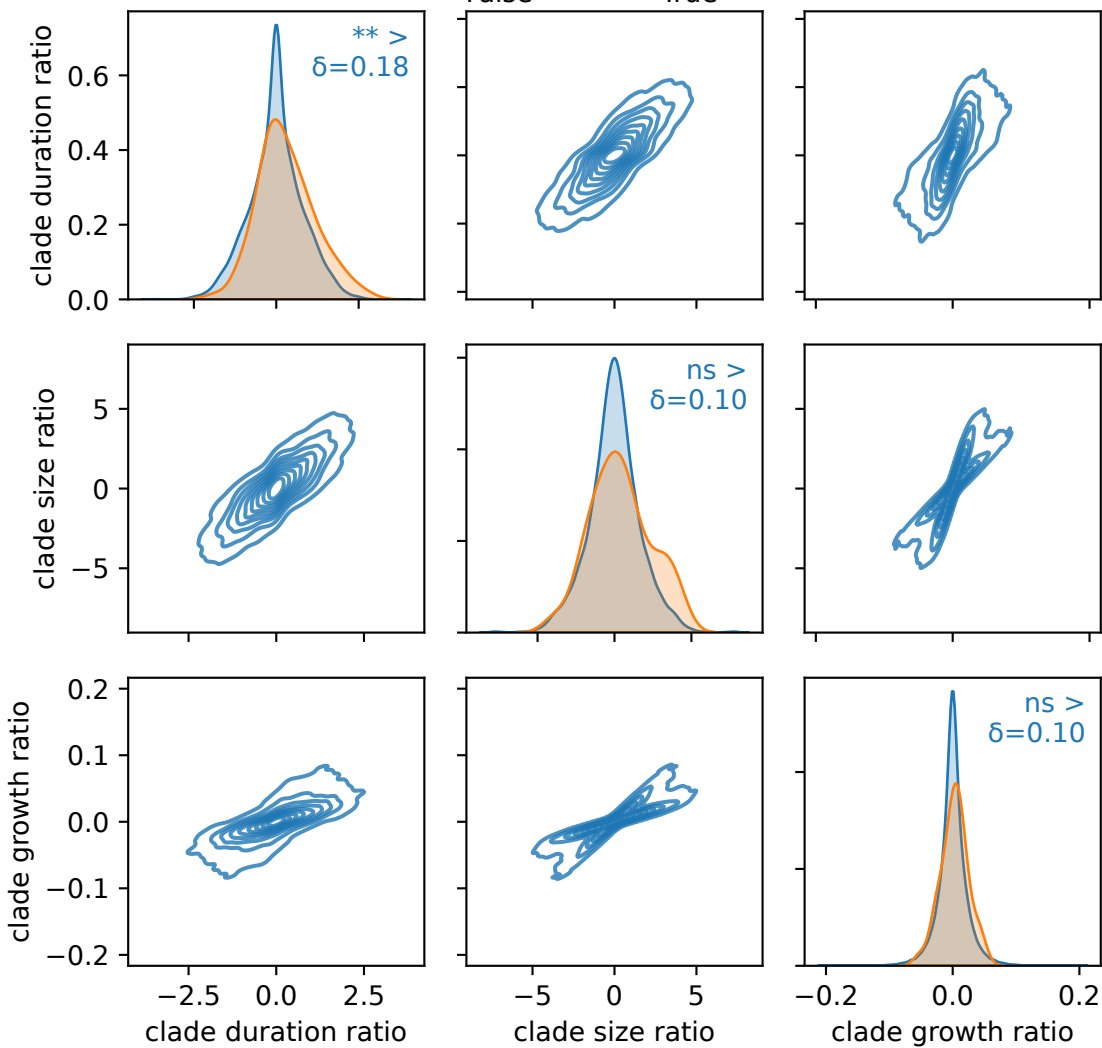 clade duration ratio
0.6
0.4
0.2
0.0
** >
δ=0.18
clade size ratio
5
0
−5
ns >
δ=0.10
clade growth ratio
0.2
0.1
0.0
−0.1
−0.2
ns >
δ=0.10
−2.5 0.0 2.5
clade duration ratio
−5 0 5
clade size ratio
−0.2 0.0 0.2
clade growth ratio